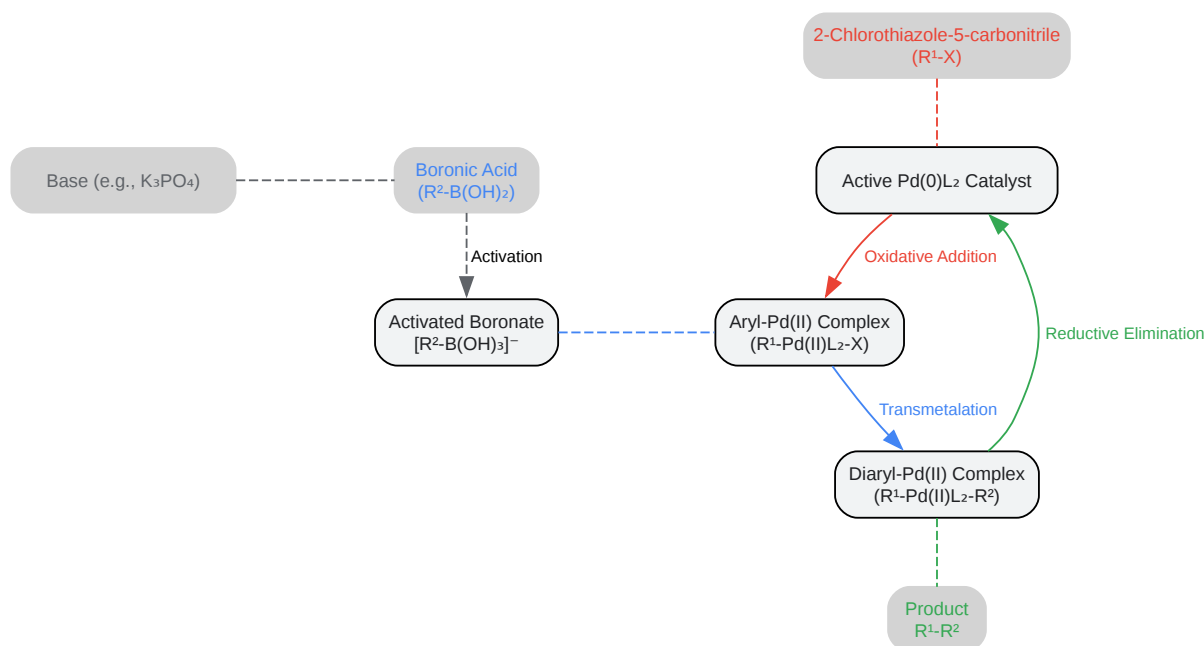 2-Chlorothiazole-5-carbonitrile
(R¹-X)
Base (e.g., K₃PO₄)
Boronic Acid
(R²-B(OH)₂)
Active Pd(0)L₂ Catalyst
Activation
Oxidative Addition
Activated Boronate
[R²-B(OH)₃]⁻
Aryl-Pd(II) Complex
(R¹-Pd(II)L₂-X)
Reductive Elimination
Transmetalation
Diaryl-Pd(II) Complex
(R¹-Pd(II)L₂-R²)
Product
R¹-R²